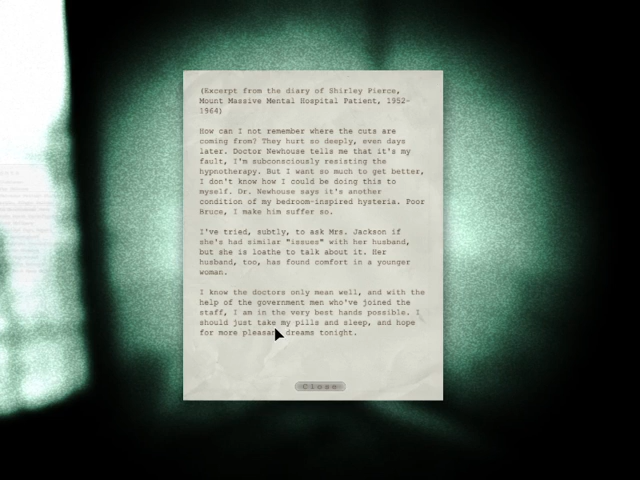 (Excerpt from the diary of Shirley Pierce,
Mount Massive Mental Hospital Patient, 1952-
1964)
How can I not remember where the cuts are
coming from? They hurt so deeply, even days
later. Doctor Newhouse tells me that it's my
fault, I'm subconsciously resisting the
hypnotherapy. But I want so much to get better,
I don't know how I could be doing this to
myself. Dr. Newhouse says it's another
condition of my bedroom-inspired hysteria. Poor
Bruce, I make him suffer so.
I've tried, subtly, to ask Mrs. Jackson if
she's had similar "issues" with her husband,
but she is loathe to talk about it. Her
husband, too, has found comfort in a younger
woman.
I know the doctors only mean well, and with the
help of the government men who've joined the
staff, I am in the very best hands possible. I
should just take my pills and sleep, and hope
for more pleasant dreams tonight.
Close